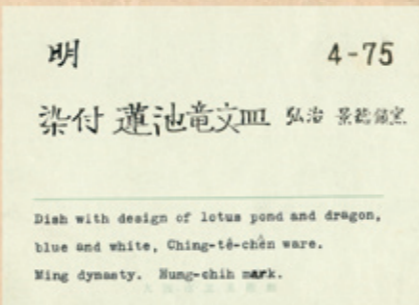 明 4-75
染付 蓮池竜文皿 弘治 景徳鎮窯
Dish with design of lotus pond and dragon,
blue and white, Ching-tê-chên ware.
Ming dynasty. Hung-chih mark.